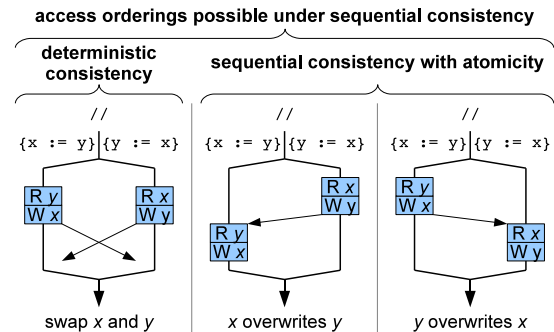 access orderings possible under sequential consistency
deterministic
consistency
sequential consistency with atomicity
//
{x := y} {y := x}
R y
W x
R x
W y
swap x and y
//
{x := y} {y := x}
R x
W y
R y
W x
x overwrites y
//
{x := y} {y := x}
R y
W x
R x
W y
y overwrites x